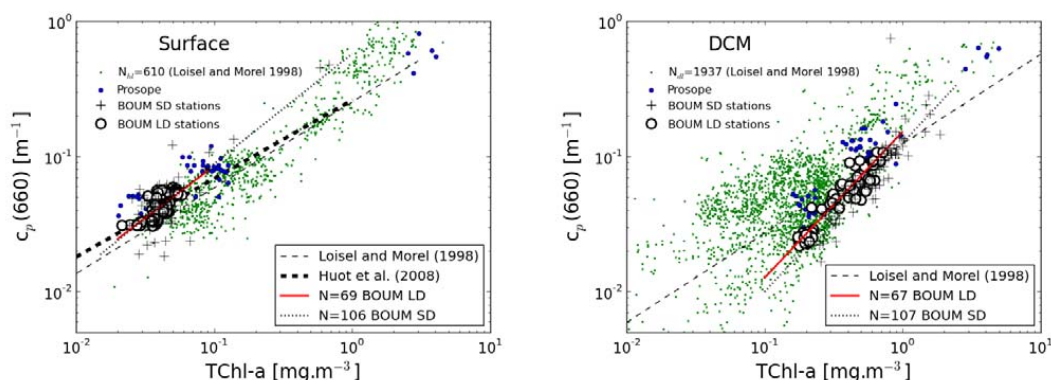 Surface
N_hl=610 (Loisel and Morel 1998)
Prosope
BOUM SD stations
BOUM LD stations
Loisel and Morel (1998)
Huot et al. (2008)
N=69 BOUM LD
N=106 BOUM SD
10^0
10^-1
10^-2
c_p(660) [m^-1]
10^-2
10^-1
10^0
10^1
TChl-a [mg.m^-3]
DCM
N_dl=1937 (Loisel and Morel 1998)
Prosope
BOUM SD stations
BOUM LD stations
Loisel and Morel (1998)
N=67 BOUM LD
N=107 BOUM SD
10^0
10^-1
10^-2
c_p(660) [m^-1]
10^-2
10^-1
10^0
10^1
TChl-a [mg.m^-3]